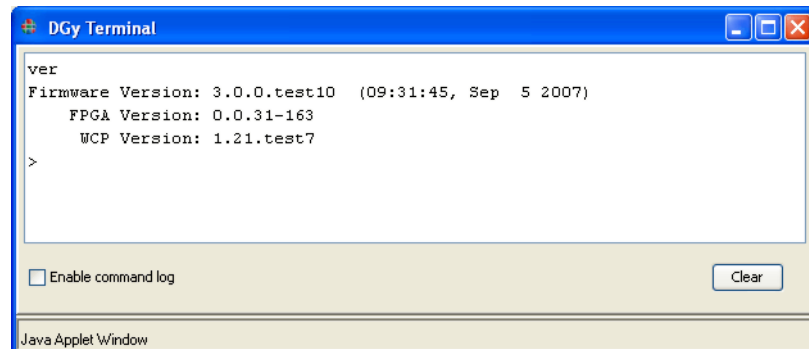 DGy Terminal
ver
Firmware Version: 3.0.0.test10  (09:31:45, Sep  5 2007)
FPGA Version: 0.0.31-163
WCP Version: 1.21.test7
>
Enable command log
Clear
Java Applet Window